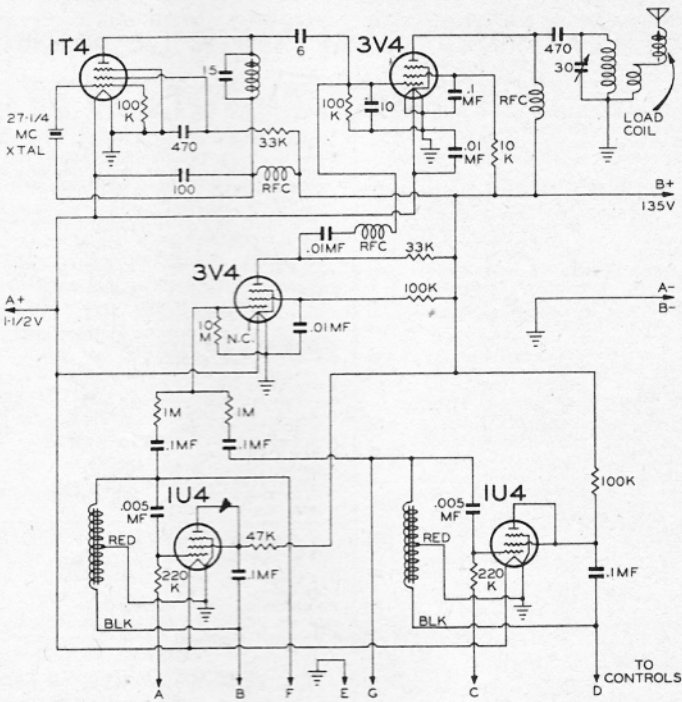 1T4
3V4
6
470
15
30
LOAD
COIL
100
K
100
K
10
.1
MF
RFC
27-1/4
MC
XTAL
470
33K
.01
MF
10
K
100
RFC
B+
135V
.01MF
RFC
33K
3V4
100K
A-
B-
A+
1-1/2V
10
M
N.C.
.01MF
1M
1M
.1MF
.1MF
1U4
1U4
100K
.005
MF
.005
MF
RED
47K
RED
220
K
.1MF
220
K
.1MF
BLK
BLK
TO
CONTROLS
A
B
F
E
G
C
D